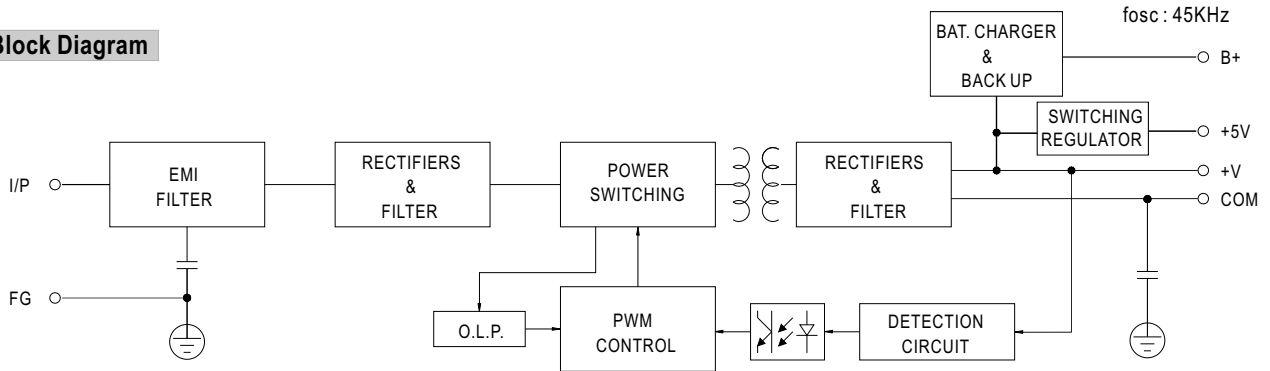 Block Diagram
fosc : 45KHz
BAT. CHARGER
&
BACK UP
B+
SWITCHING
REGULATOR
+5V
I/P
EMI
FILTER
RECTIFIERS
&
FILTER
POWER
SWITCHING
RECTIFIERS
&
FILTER
+V
COM
FG
O.L.P.
PWM
CONTROL
DETECTION
CIRCUIT